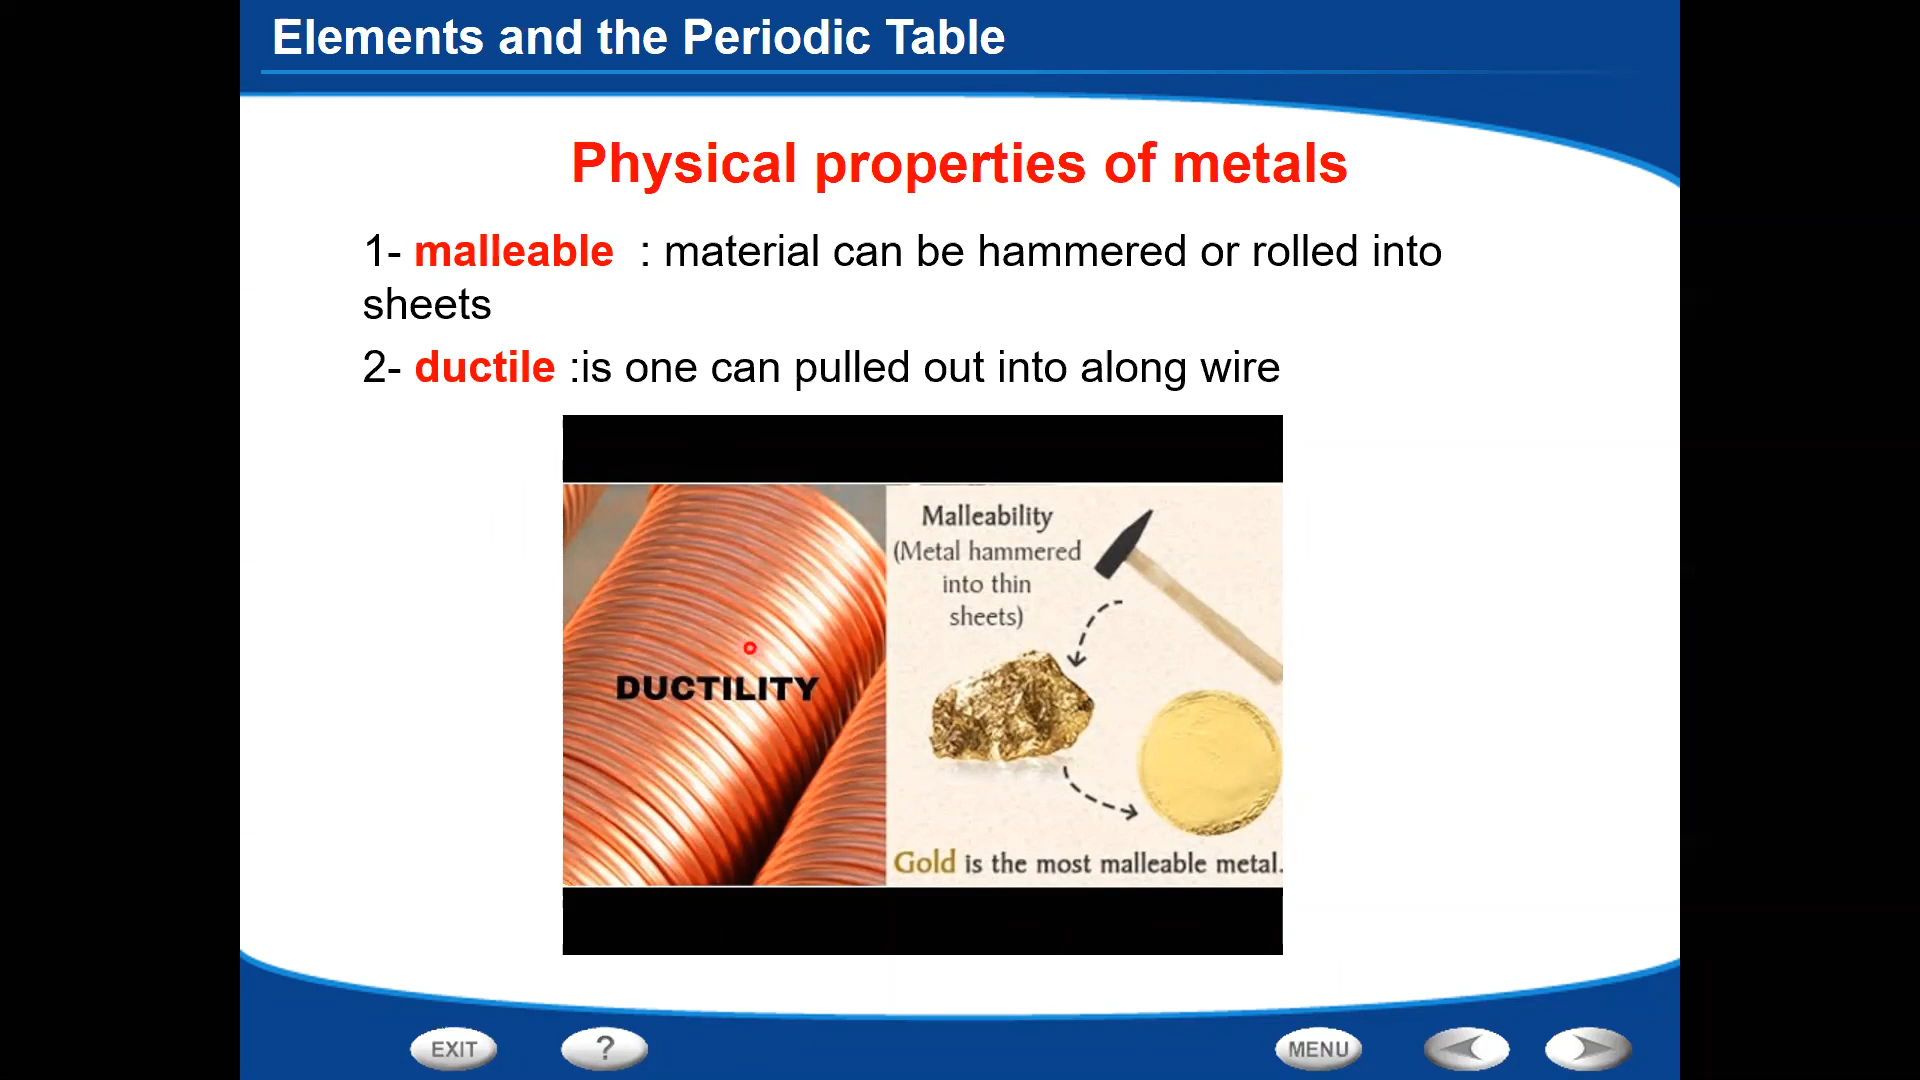 Elements and the Periodic Table
Physical properties of metals
1- malleable : material can be hammered or rolled into
sheets
2- ductile :is one can pulled out into along wire
DUCTILITY
Malleability
(Metal hammered
into thin
sheets)
Gold is the most malleable metal.
EXIT
?
MENU